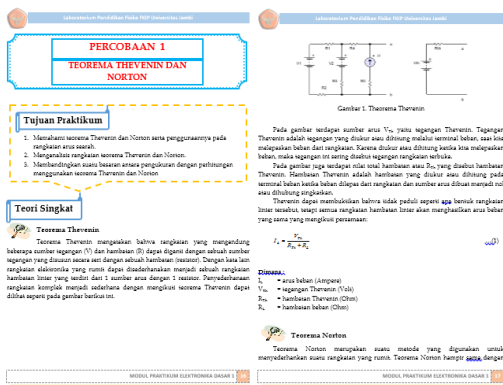 Laboratorium Pendidikan Fisika FKIP Universitas Jambi
PERCOBAAN 1
TEOREMA THEVENIN DAN
NORTON
Tujuan Praktikum
1. Memahami teorema Thevenin dan Norton serta penggunaannya pada
rangkaian arus searah.
2. Menganalisis rangkaian teorema Thevenin dan Norton.
3. Membandingkan suatu besaran antara pengukuran dengan perhitungan
menggunakan teorema Thevenin dan Norton
Teori Singkat
Teorema Thevenin
Teorema Thevenin mengatakan bahwa rangkaian yang mengandung
beberapa sumber tegangan (V) dan hambatan (R) dapat diganti dengan sebuah sumber
tegangan yang disusun secara seri dengan sebuah hambatan (resistor). Dengan kata lain
rangkaian elektronika yang rumit dapat disederhanakan menjadi sebuah rangkaian
hambatan linier yang terdiri dari 1 sumber arus dengan 1 resistor. Penyederhanaan
rangkaian komplek menjadi sederhana dengan mengikuti teorema Thevenin dapat
dilihat seperti pada gambar berikut ini.
MODUL PRAKTIKUM ELEKTRONIKA DASAR 1
Laboratorium Pendidikan Fisika FKIP Universitas Jambi
Gambar 1. Theorema Thevenin
Pada gambar terdapat sumber arus VTh yaitu tegangan Thevenin. Tegangan
Thevenin adalah tegangan yang diukur atau dihitung melalui terminal beban, saat kita
melepaskan beban dari rangkaian. Karena diukur atau dihitung ketika kita melepaskan
beban, maka tegangan ini sering disebut tegangan rangkaian terbuka.
Pada gambar juga terdapat nilai total hambatan atau RTh yang disebut hambatan
Thevenin. Hambatan Thevenin adalah hambatan yang diukur atau dihitung pada
terminal beban ketika beban dilepas dari rangkaian dan sumber arus dibuat menjadi nol
atau dihubung singkatkan.
Thevenin dapat membuktikan bahwa tidak peduli seperti apa bentuk rangkaian
linier tersebut, tetapi semua rangkaian hambatan linier akan menghasilkan arus beban
yang sama yang mengikuti persamaan:
IL = VTh / RTh + RL
Dimana :
IL = arus beban (Ampere)
VTh = tegangan Thevenin (Volt)
RTh = hambatan Thevenin (Ohm)
RL = hambatan beban (Ohm)
Teorema Norton
Teorema Norton merupakan suatu metode yang digunakan untuk
menyederhankan suatu rangkaian yang rumit. Teorema Norton hampir sama dengan
MODUL PRAKTIKUM ELEKTRONIKA DASAR 1